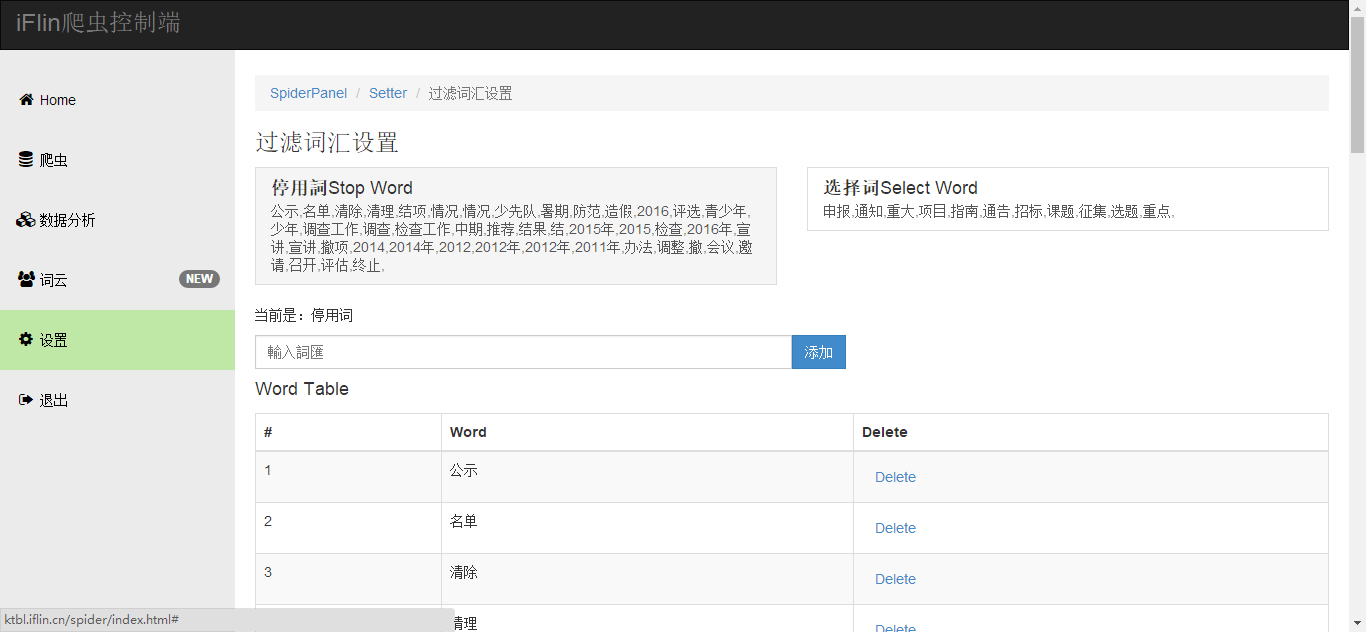 iFlin爬虫控制端
Home
爬虫
数据分析
词云 NEW
设置
退出
SpiderPanel / Setter / 过滤词汇设置
过滤词汇设置
停用詞Stop Word
公示,名单,清除,清理,结项,情况,情况,少先队,暑期,防范,造假,2016,评选,青少年,
少年,调查工作,调查,检查工作,中期,推荐,结果,结,2015年,2015,检查,2016年,宣
讲,宣讲,撤项,2014,2014年,2012,2012年,2012年,2011年,办法,调整,撤,会议,邀
请,召开,评估,终止,
选择词Select Word
申报,通知,重大,项目,指南,通告,招标,课题,征集,选题,重点,
当前是：停用词
輸入詞匯 添加
Word Table
# Word Delete
1 公示 Delete
2 名单 Delete
3 清除 Delete
清理 Delete
ktbl.iflin.cn/spider/index.html#